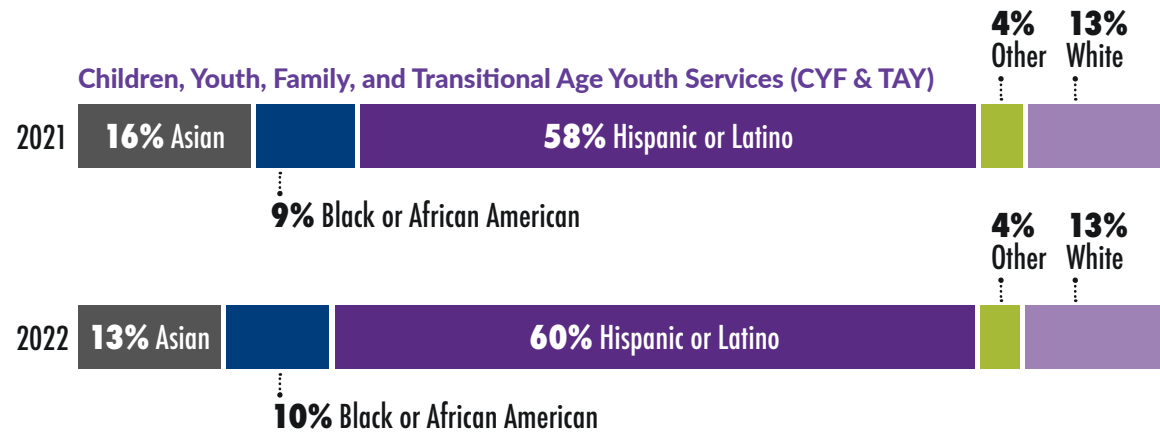 4% 13%
Other White
Children, Youth, Family, and Transitional Age Youth Services (CYF & TAY)
2021 16% Asian 58% Hispanic or Latino
9% Black or African American
4% 13%
Other White
2022 13% Asian 60% Hispanic or Latino
10% Black or African American